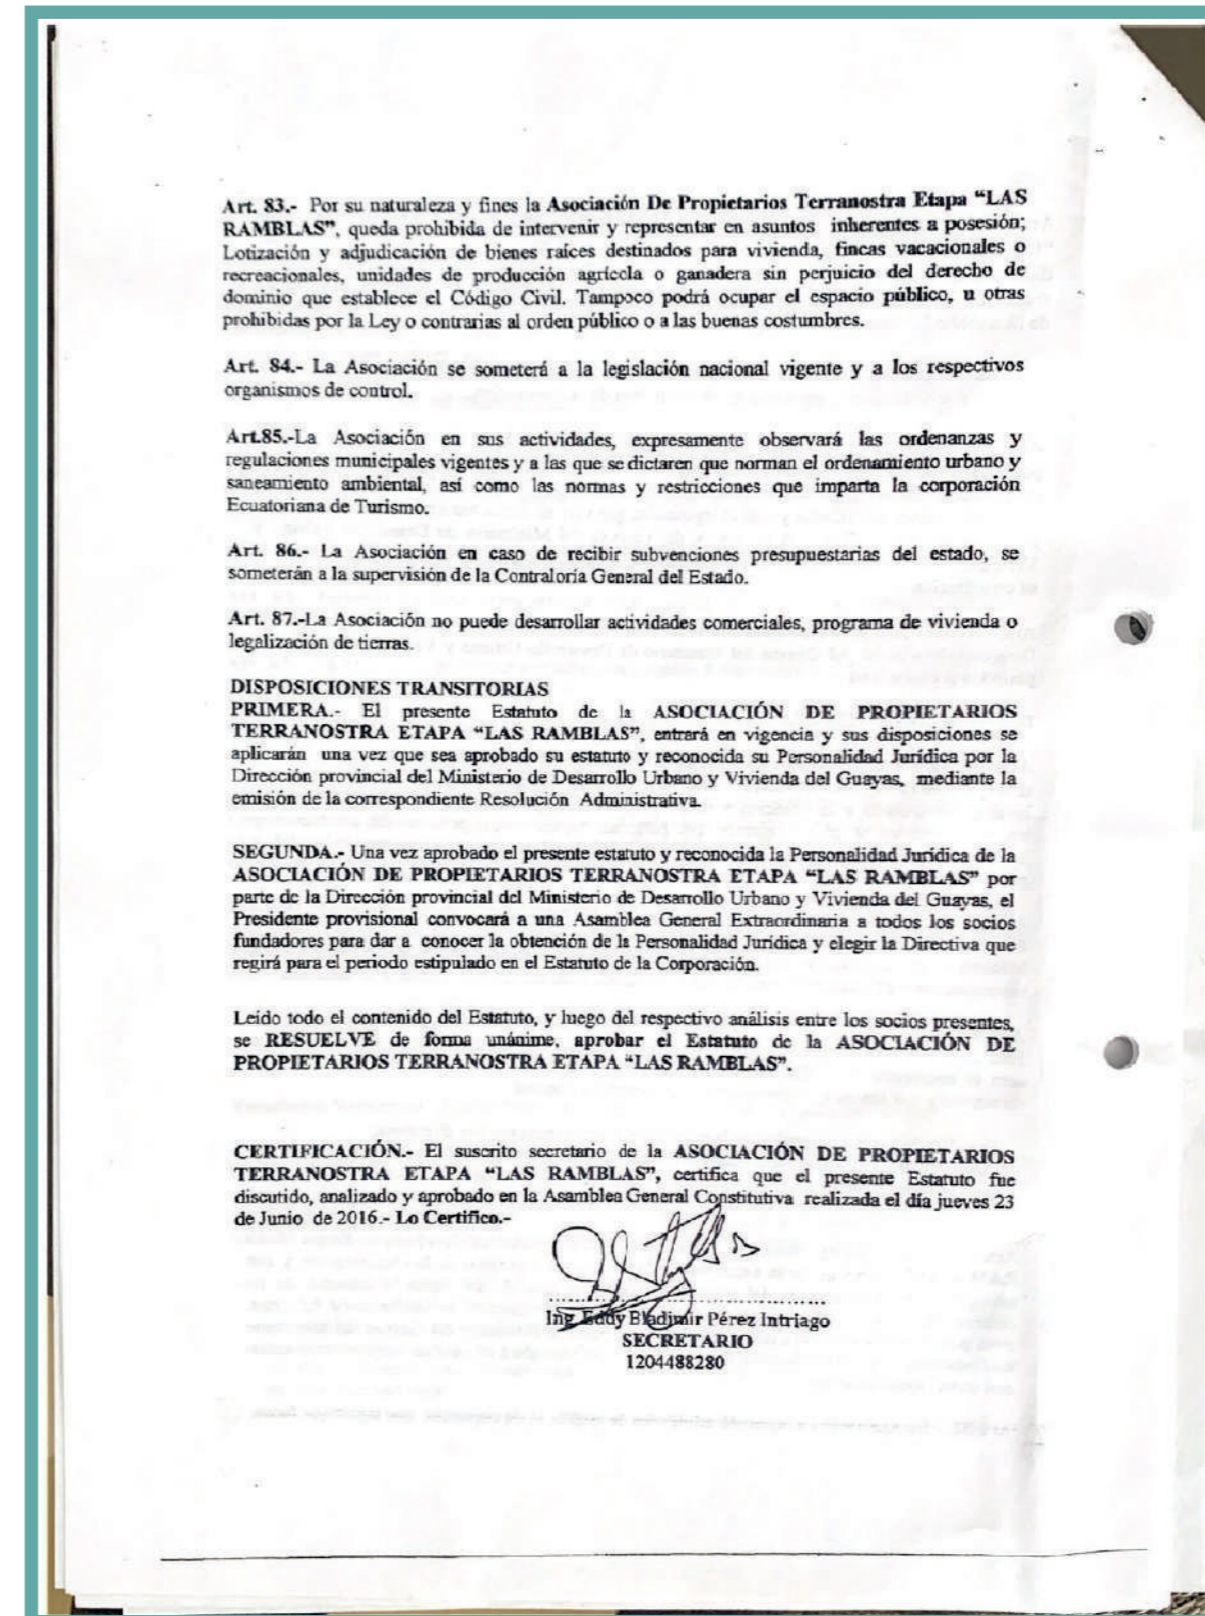 Art. 83.- Por su naturaleza y fines la Asociación De Propietarios Terranostra Etapa “LAS
RAMBLAS”, queda prohibida de intervenir y representar en asuntos inherentes a posesión;
Lotización y adjudicación de bienes raíces destinados para vivienda, fincas vacacionales o
recreacionales, unidades de producción agrícola o ganadera sin perjuicio del derecho de
dominio que establece el Código Civil. Tampoco podrá ocupar el espacio público, u otras
prohibidas por la Ley o contrarias al orden público o a las buenas costumbres.
Art. 84.- La Asociación se someterá a la legislación nacional vigente y a los respectivos
organismos de control.
Art.85.-La Asociación en sus actividades, expresamente observará las ordenanzas y
regulaciones municipales vigentes y a las que se dictaren que norman el ordenamiento urbano y
saneamiento ambiental, así como las normas y restricciones que imparta la corporación
Ecuatoriana de Turismo.
Art. 86.- La Asociación en caso de recibir subvenciones presupuestarias del estado, se
someterán a la supervisión de la Contraloría General del Estado.
Art. 87.-La Asociación no puede desarrollar actividades comerciales, programa de vivienda o
legalización de tierras.
DISPOSICIONES TRANSITORIAS
PRIMERA.- El presente Estatuto de la ASOCIACIÓN DE PROPIETARIOS
TERRANOSTRA ETAPA “LAS RAMBLAS”, entrará en vigencia y sus disposiciones se
aplicarán una vez que sea aprobado su estatuto y reconocida su Personalidad Jurídica por la
Dirección provincial del Ministerio de Desarrollo Urbano y Vivienda del Guayas, mediante la
emisión de la correspondiente Resolución Administrativa.
SEGUNDA.- Una vez aprobado el presente estatuto y reconocida la Personalidad Jurídica de la
ASOCIACIÓN DE PROPIETARIOS TERRANOSTRA ETAPA “LAS RAMBLAS” por
parte de la Dirección provincial del Ministerio de Desarrollo Urbano y Vivienda del Guayas, el
Presidente provisional convocará a una Asamblea General Extraordinaria a todos los socios
fundadores para dar a conocer la obtención de la Personalidad Jurídica y elegir la Directiva que
regirá para el periodo estipulado en el Estatuto de la Corporación.
Leído todo el contenido del Estatuto, y luego del respectivo análisis entre los socios presentes,
se RESUELVE de forma unánime, aprobar el Estatuto de la ASOCIACIÓN DE
PROPIETARIOS TERRANOSTRA ETAPA “LAS RAMBLAS”.
CERTIFICACIÓN.- El suscrito secretario de la ASOCIACIÓN DE PROPIETARIOS
TERRANOSTRA ETAPA “LAS RAMBLAS”, certifica que el presente Estatuto fue
discutido, analizado y aprobado en la Asamblea General Constitutiva realizada el día jueves 23
de Junio de 2016.- Lo Certifico.-
Ing. Eddy Bladimir Pérez Intriago
SECRETARIO
1204488280